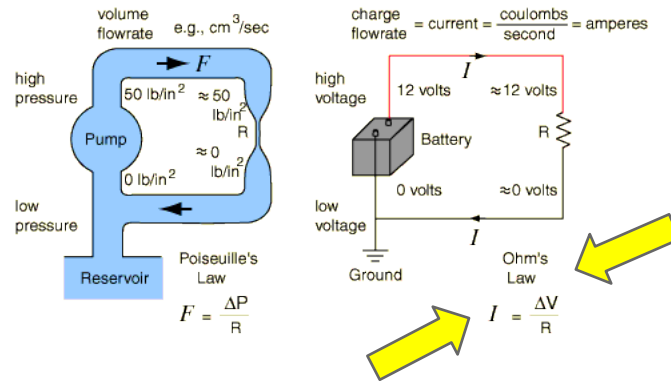 volume
flowrate
e.g., cm³/sec
F
high
pressure
50 lb/in²
≈50
lb/in²
R
Pump
≈0
lb/in²
0 lb/in²
low
pressure
Reservoir
Poiseuille's
Law
F = ΔP
R
charge
flowrate
= current = coulombs
second
= amperes
I
high
voltage
12 volts
≈12 volts
Battery
R
0 volts
≈0 volts
low
voltage
I
Ground
Ohm's
Law
I = ΔV
R